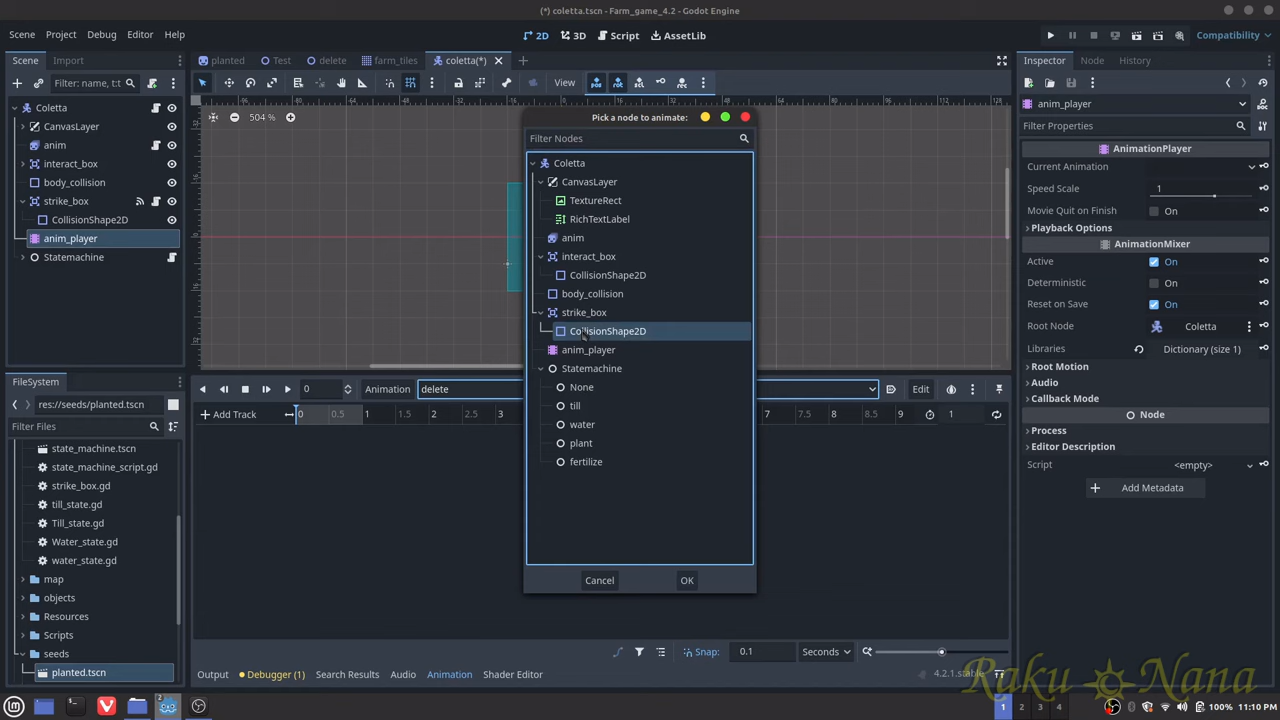 (*) coletta.tscn - Farm_game_4.2 - Godot Engine
Scene Project Debug Editor Help
2D 3D Script AssetLib
Compatibility
Scene Import
planted Test delete farm_tiles coletta(*)
Inspector Node History
Filter: name, t:t
View
anim_player
Filter Properties
504 %
Coletta
CanvasLayer
anim
interact_box
body_collision
strike_box
CollisionShape2D
anim_player
Statemachine
Pick a node to animate:
Filter Nodes
Coletta
CanvasLayer
TextureRect
RichTextLabel
anim
interact_box
CollisionShape2D
body_collision
strike_box
CollisionShape2D
anim_player
Statemachine
None
till
water
plant
fertilize
Cancel OK
AnimationPlayer
Current Animation
Speed Scale 1
Movie Quit on Finish On
Playback Options
AnimationMixer
Active On
Deterministic On
Reset on Save On
Root Node Coletta
Libraries Dictionary (size 1)
Root Motion
Audio
Callback Mode
Node
Process
Editor Description
Script <empty>
Add Metadata
FileSystem
res://seeds/planted.tscn
Filter Files
state_machine.tscn
state_machine_script.gd
strike_box.gd
till_state.gd
Till_state.gd
Water_state.gd
water_state.gd
map
objects
Resources
Scripts
seeds
planted.tscn
0 Animation delete Edit
Add Track 0 0.5 1 1.5 2 2.5 3 7 7.5 8 8.5 9 1
Snap: 0.1 Seconds
Output Debugger (1) Search Results Audio Animation Shader Editor
4.2.1.stable
Raku Nana
1 2 3 4
100% 11:10 PM